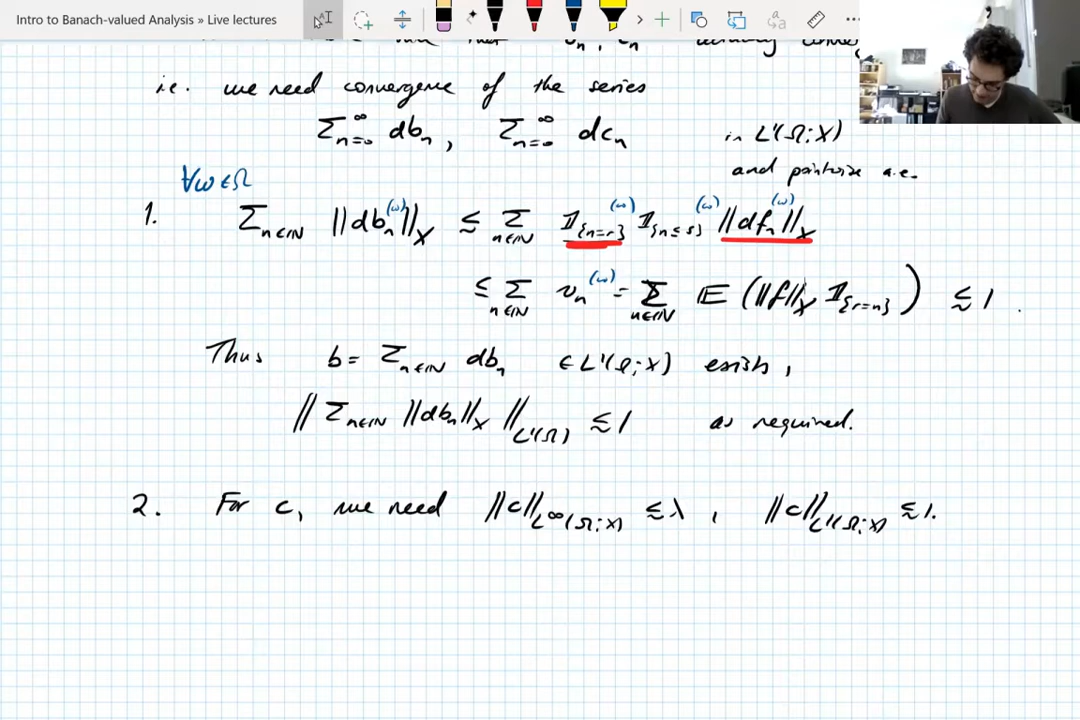 Intro to Banach-valued Analysis » Live lectures
i.e. we need convergence of the series
Σ_{n=0}^∞ db_n, Σ_{n=0}^∞ dc_n in L¹(Ω;X)
and pointwise a.e.
∀ω∈Ω
1. Σ_{n∈ℕ} ‖db_n^{(ω)}‖_X ≲ Σ_{n∈ℕ} 𝟙_{{n=r}}^{(ω)} 𝟙_{{n≤s}}^{(ω)} ‖df_n^{(ω)}‖_X
≲ Σ_{n∈ℕ} v_n^{(ω)} = Σ_{n∈ℕ} 𝔼(‖f‖_X 𝟙_{{r=n}}) ≲ 1.
Thus b = Σ_{n∈ℕ} db_n ∈ L¹(Ω;X) exists,
‖Σ_{n∈ℕ} ‖db_n‖_X‖_{L¹(Ω)} ≲ 1 as required.
2. For c, we need ‖c‖_{L^∞(Ω;X)} ≲ λ, ‖c‖_{L¹(Ω;X)} ≲ 1.